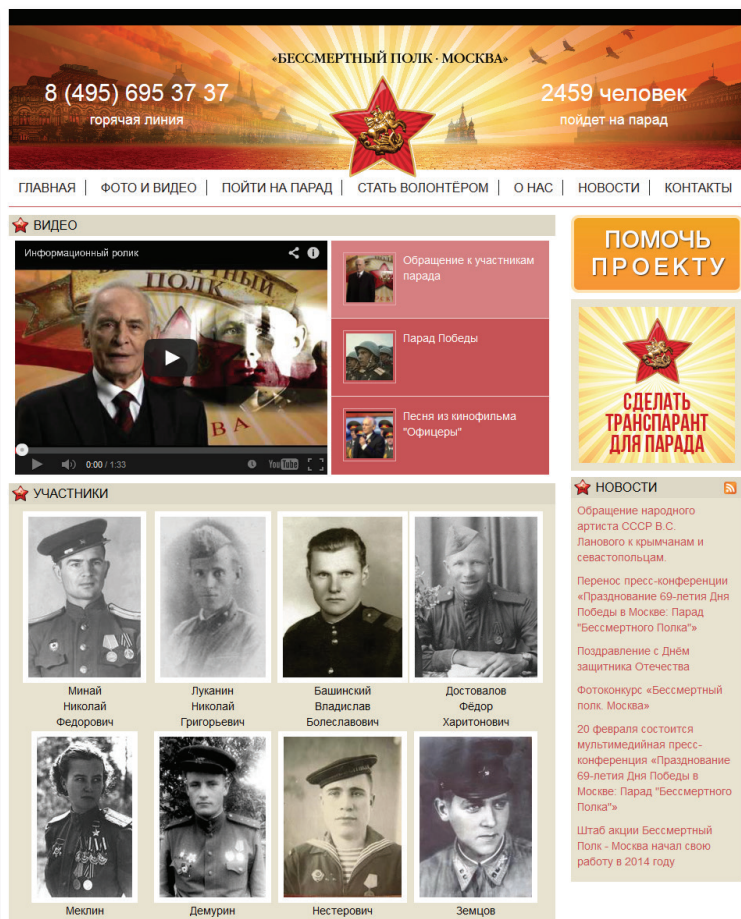 «БЕССМЕРТНЫЙ ПОЛК · МОСКВА»
8 (495) 695 37 37
горячая линия
2459 человек
пойдет на парад
ГЛАВНАЯ | ФОТО И ВИДЕО | ПОЙТИ НА ПАРАД | СТАТЬ ВОЛОНТЁРОМ | О НАС | НОВОСТИ | КОНТАКТЫ
ВИДЕО
Информационный ролик
ПОЛК
ВА
0:00 / 1:33
YouTube
Обращение к участникам
парада
Парад Победы
Песня из кинофильма
"Офицеры"
ПОМОЧЬ
ПРОЕКТУ
СДЕЛАТЬ
ТРАНСПАРАНТ
ДЛЯ ПАРАДА
УЧАСТНИКИ
Минай
Николай
Федорович
Луканин
Николай
Григорьевич
Башинский
Владислав
Болеславович
Достовалов
Фёдор
Харитонович
Меклин
Демурин
Нестерович
Земцов
НОВОСТИ
Обращение народного
артиста СССР В.С.
Ланового к крымчанам и
севастопольцам.
Перенос пресс-конференции
«Празднование 69-летия Дня
Победы в Москве: Парад
"Бессмертного Полка"»
Поздравление с Днём
защитника Отечества
Фотоконкурс «Бессмертный
полк. Москва»
20 февраля состоится
мультимедийная пресс-
конференция «Празднование
69-летия Дня Победы в
Москве: Парад "Бессмертного
Полка"»
Штаб акции Бессмертный
Полк - Москва начал свою
работу в 2014 году